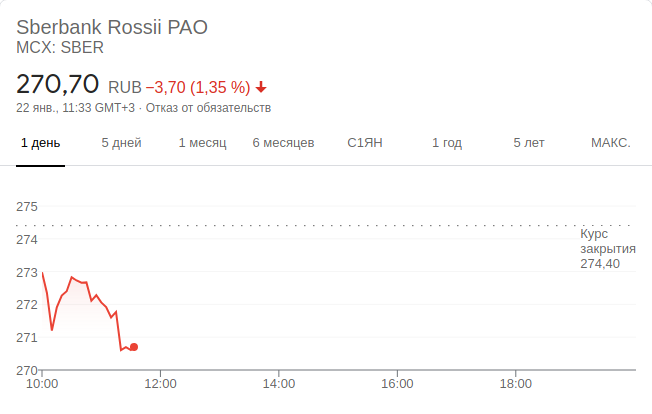 Sberbank Rossii PAO
MCX: SBER
270,70 RUB −3,70 (1,35 %)
22 янв., 11:33 GMT+3 · Отказ от обязательств
1 день 5 дней 1 месяц 6 месяцев С1ЯН 1 год 5 лет МАКС.
275
274
273
272
271
270
Курс
закрытия
274,40
10:00 12:00 14:00 16:00 18:00